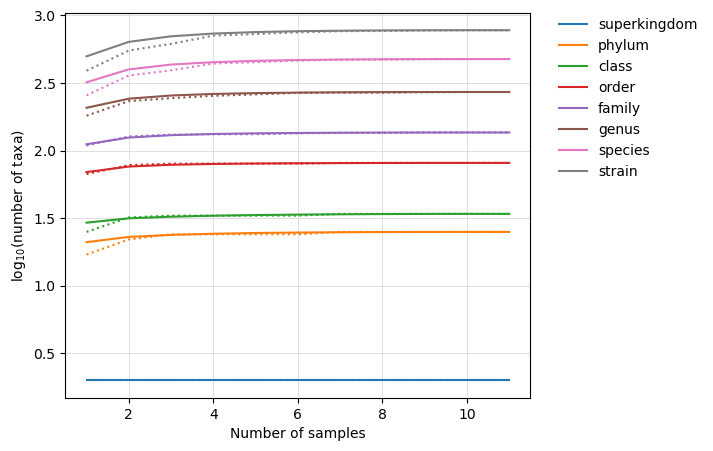 superkingdom
phylum
class
order
family
genus
species
strain
3.0
2.5
2.0
1.5
1.0
0.5
log₁₀(number of taxa)
2 4 6 8 10
Number of samples